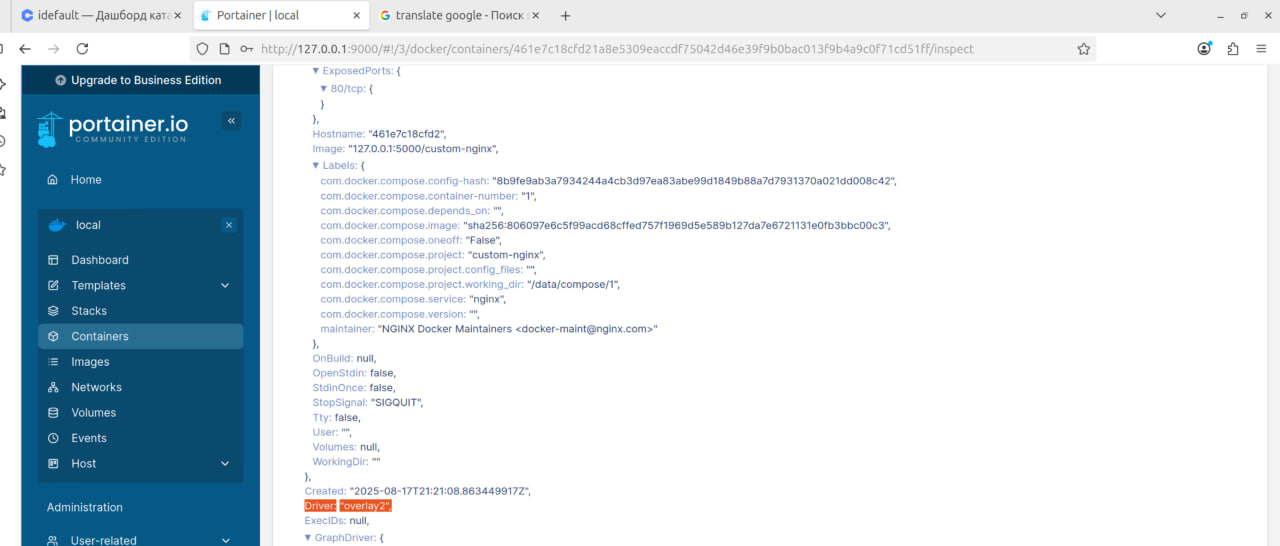 idefault — Дашборд ката
Portainer | local
translate google - Поиск в
http://127.0.0.1:9000/#!/3/docker/containers/461e7c18cfd21a8e5309eaccdf75042d46e39f9b0bac013f9b4a9c0f71cd51ff/inspect
Upgrade to Business Edition
portainer.io
COMMUNITY EDITION
Home
local
Dashboard
Templates
Stacks
Containers
Images
Networks
Volumes
Events
Host
Administration
User-related
ExposedPorts: {
80/tcp: {
}
},
Hostname: "461e7c18cfd2",
Image: "127.0.0.1:5000/custom-nginx",
Labels: {
com.docker.compose.config-hash: "8b9fe9ab3a7934244a4cb3d97ea83abe99d1849b88a7d7931370a021dd008c42",
com.docker.compose.container-number: "1",
com.docker.compose.depends_on: "",
com.docker.compose.image: "sha256:806097e6c5f99acd68cffed757f1969d5e589b127da7e6721131e0fb3bbc00c3",
com.docker.compose.oneoff: "False",
com.docker.compose.project: "custom-nginx",
com.docker.compose.project.config_files: "",
com.docker.compose.project.working_dir: "/data/compose/1",
com.docker.compose.service: "nginx",
com.docker.compose.version: "",
maintainer: "NGINX Docker Maintainers <docker-maint@nginx.com>"
},
OnBuild: null,
OpenStdin: false,
StdinOnce: false,
StopSignal: "SIGQUIT",
Tty: false,
User: "",
Volumes: null,
WorkingDir: ""
},
Created: "2025-08-17T21:21:08.863449917Z",
Driver: "overlay2",
ExecIDs: null,
GraphDriver: {